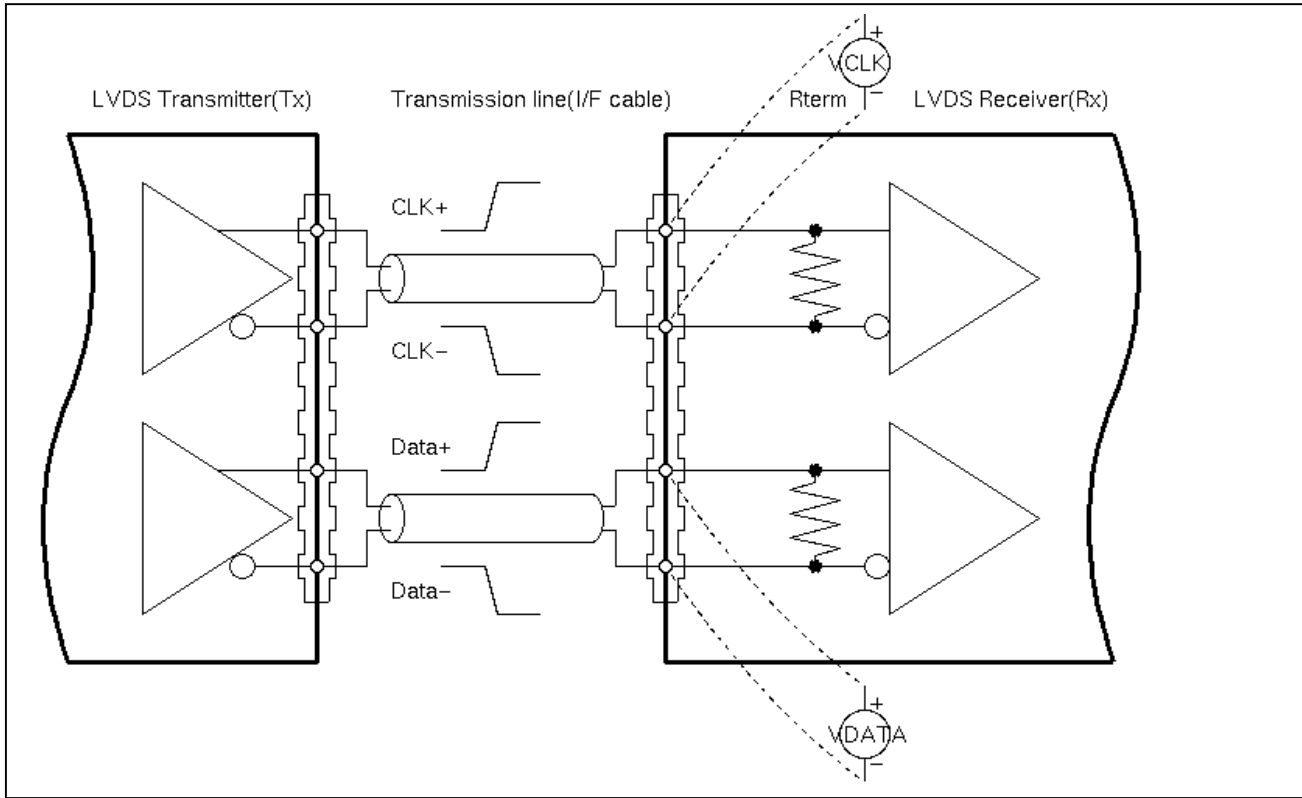 +
VCLK
−
LVDS Transmitter(Tx)
Transmission line(I/F cable)
Rterm
LVDS Receiver(Rx)
CLK+
CLK−
Data+
Data−
+
VDATA
−